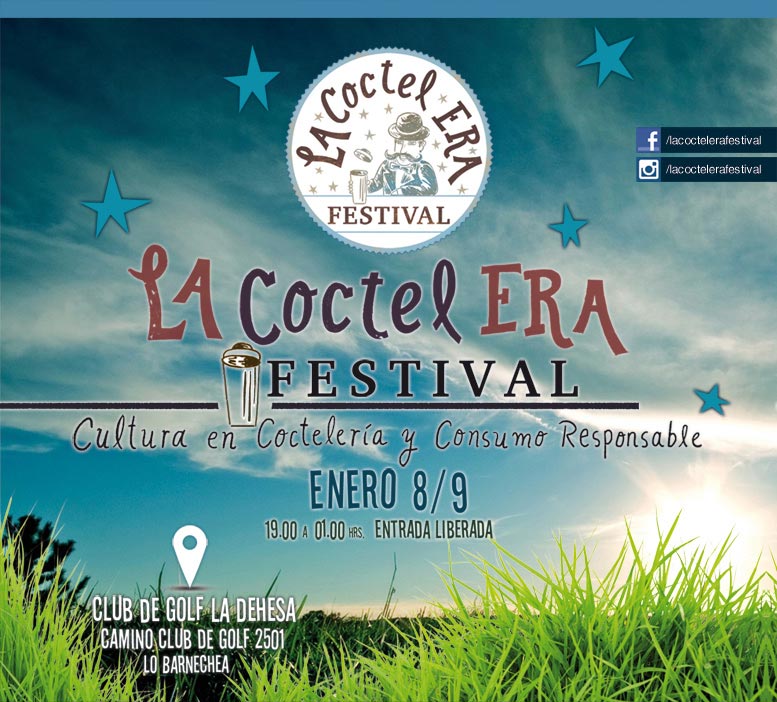 LA Coctel ERA
FESTIVAL
/lacoctelerafestival
/lacoctelerafestival
LA Coctel ERA
FESTIVAL
Cultura en Coctelería y Consumo Responsable
ENERO 8/9
19.00 A 01.00 HRS. ENTRADA LIBERADA
CLUB DE GOLF LA DEHESA
CAMINO CLUB DE GOLF 2501
LO BARNECHEA